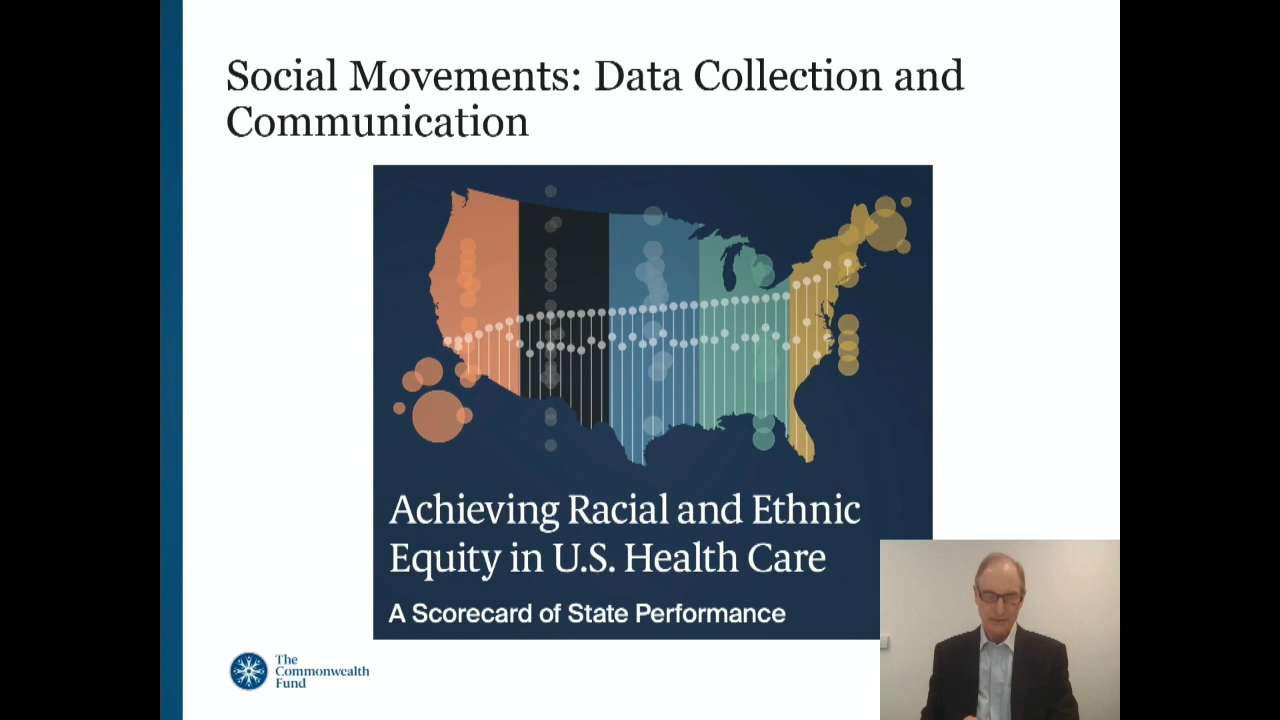 Social Movements: Data Collection and
Communication
Achieving Racial and Ethnic
Equity in U.S. Health Care
A Scorecard of State Performance
The
Commonwealth
Fund